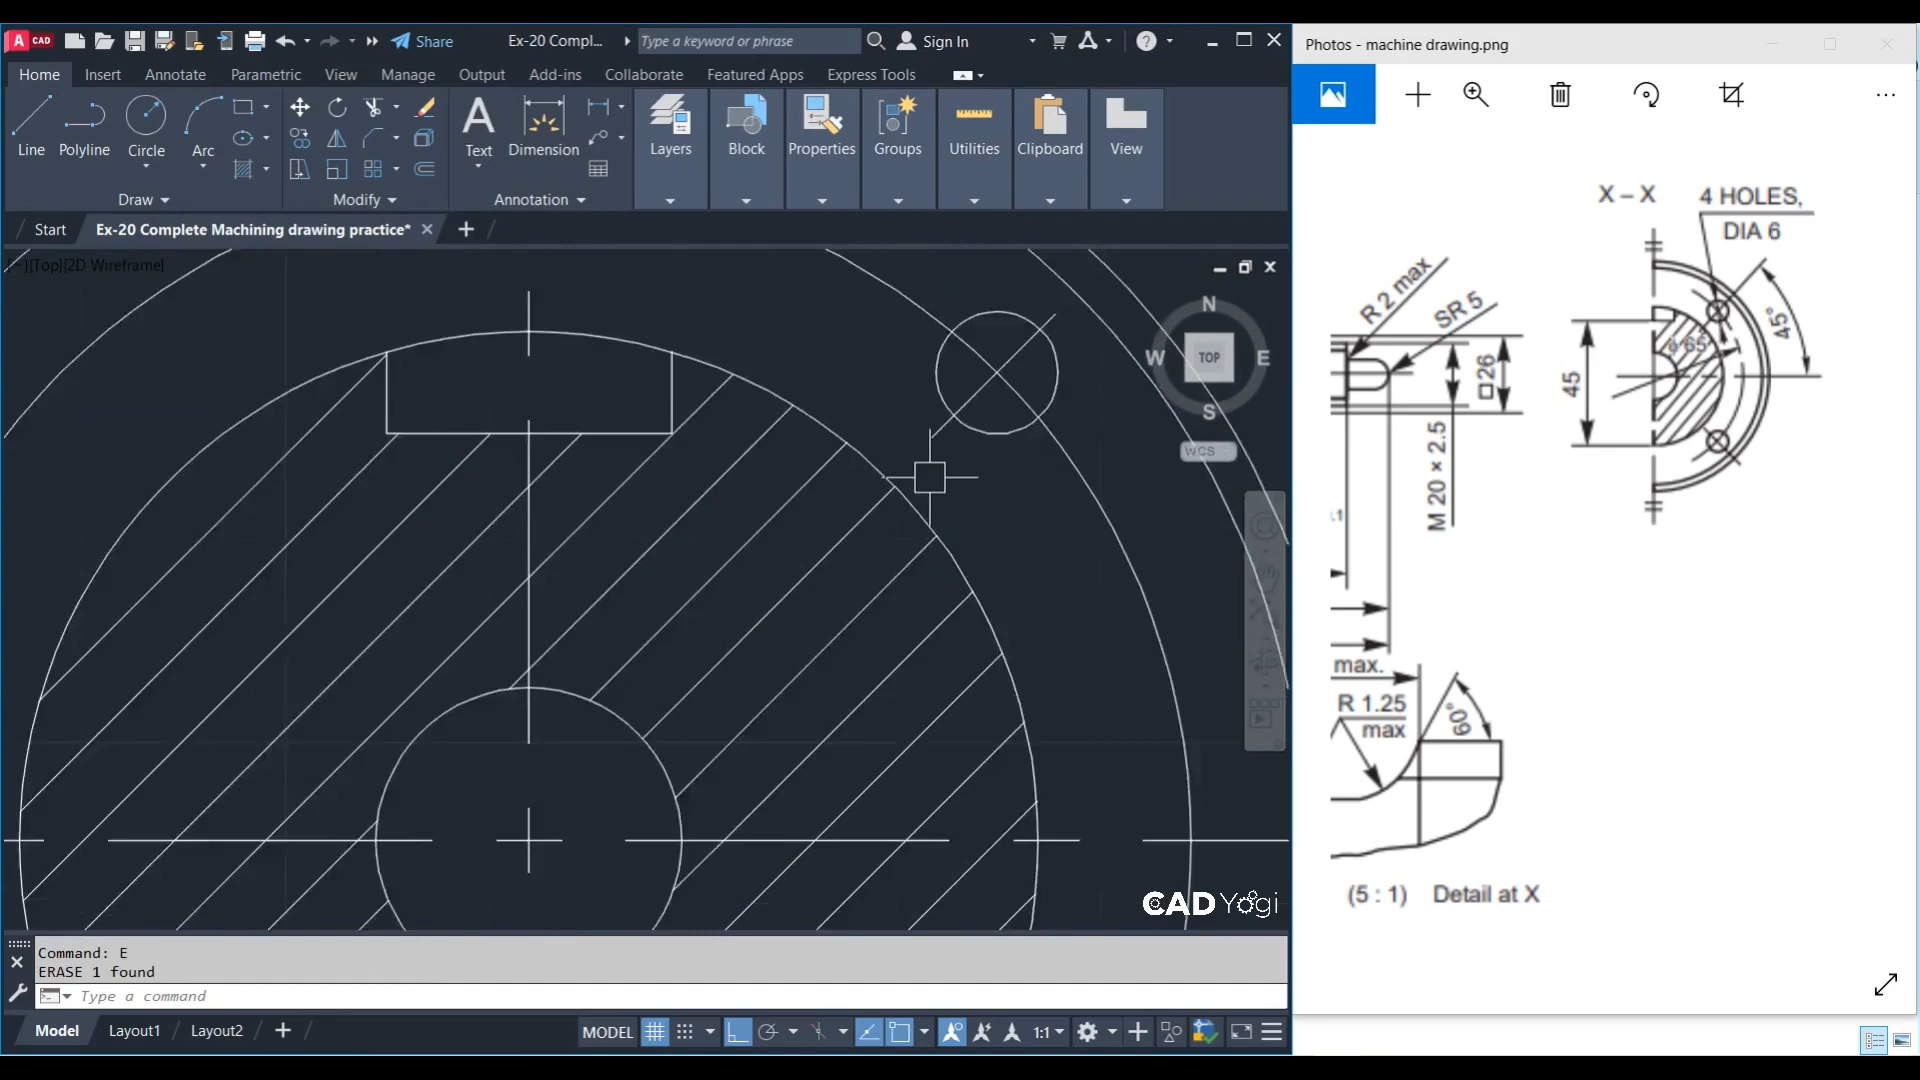 A CAD
Share
Ex-20 Compl...
Type a keyword or phrase
Sign In
Photos - machine drawing.png
Home
Insert
Annotate
Parametric
View
Manage
Output
Add-ins
Collaborate
Featured Apps
Express Tools
Line
Polyline
Circle
Arc
Text
Dimension
Layers
Block
Properties
Groups
Utilities
Clipboard
View
Draw
Modify
Annotation
Start
Ex-20 Complete Machining drawing practice*
[−][Top][2D Wireframe]
N
W
TOP
E
S
WCS
X – X
4 HOLES,
DIA 6
R 2 max
SR 5
45°
ϕ 65
□26
45
M 20 × 2.5
max.
R 1.25
max
60°
(5 : 1) Detail at X
CAD Yogi
Command: E
ERASE 1 found
Type a command
Model
Layout1
Layout2
MODEL
1:1